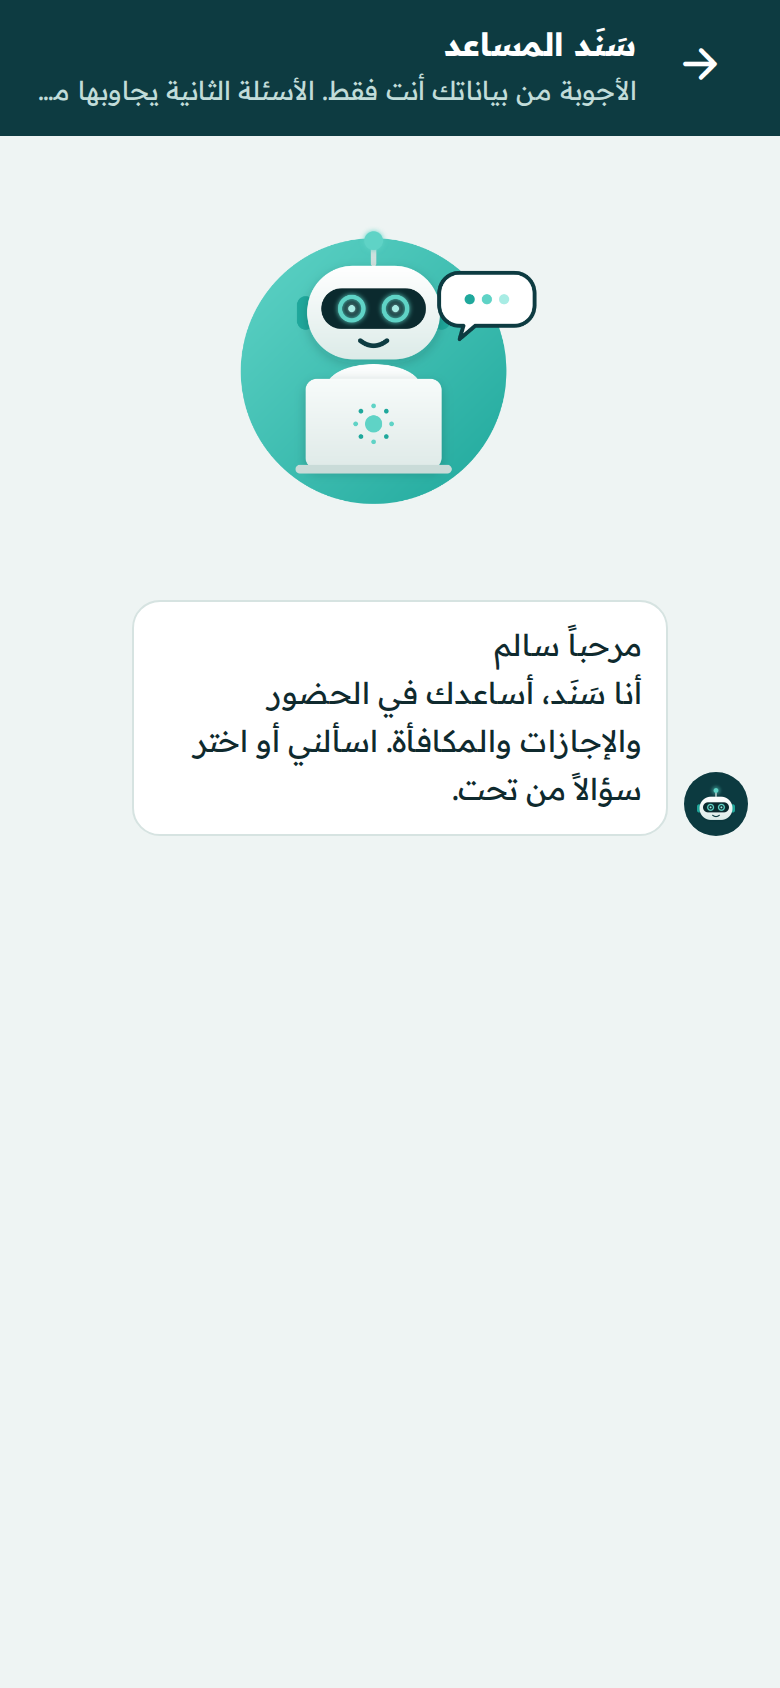 سَنَد المساعد
الأجوبة من بياناتك أنت فقط. الأسئلة الثانية يجاوبها مـ...
مرحباً سالم
أنا سَنَد، أساعدك في الحضور
والإجازات والمكافأة. اسألني أو اختر
سؤالاً من تحت.